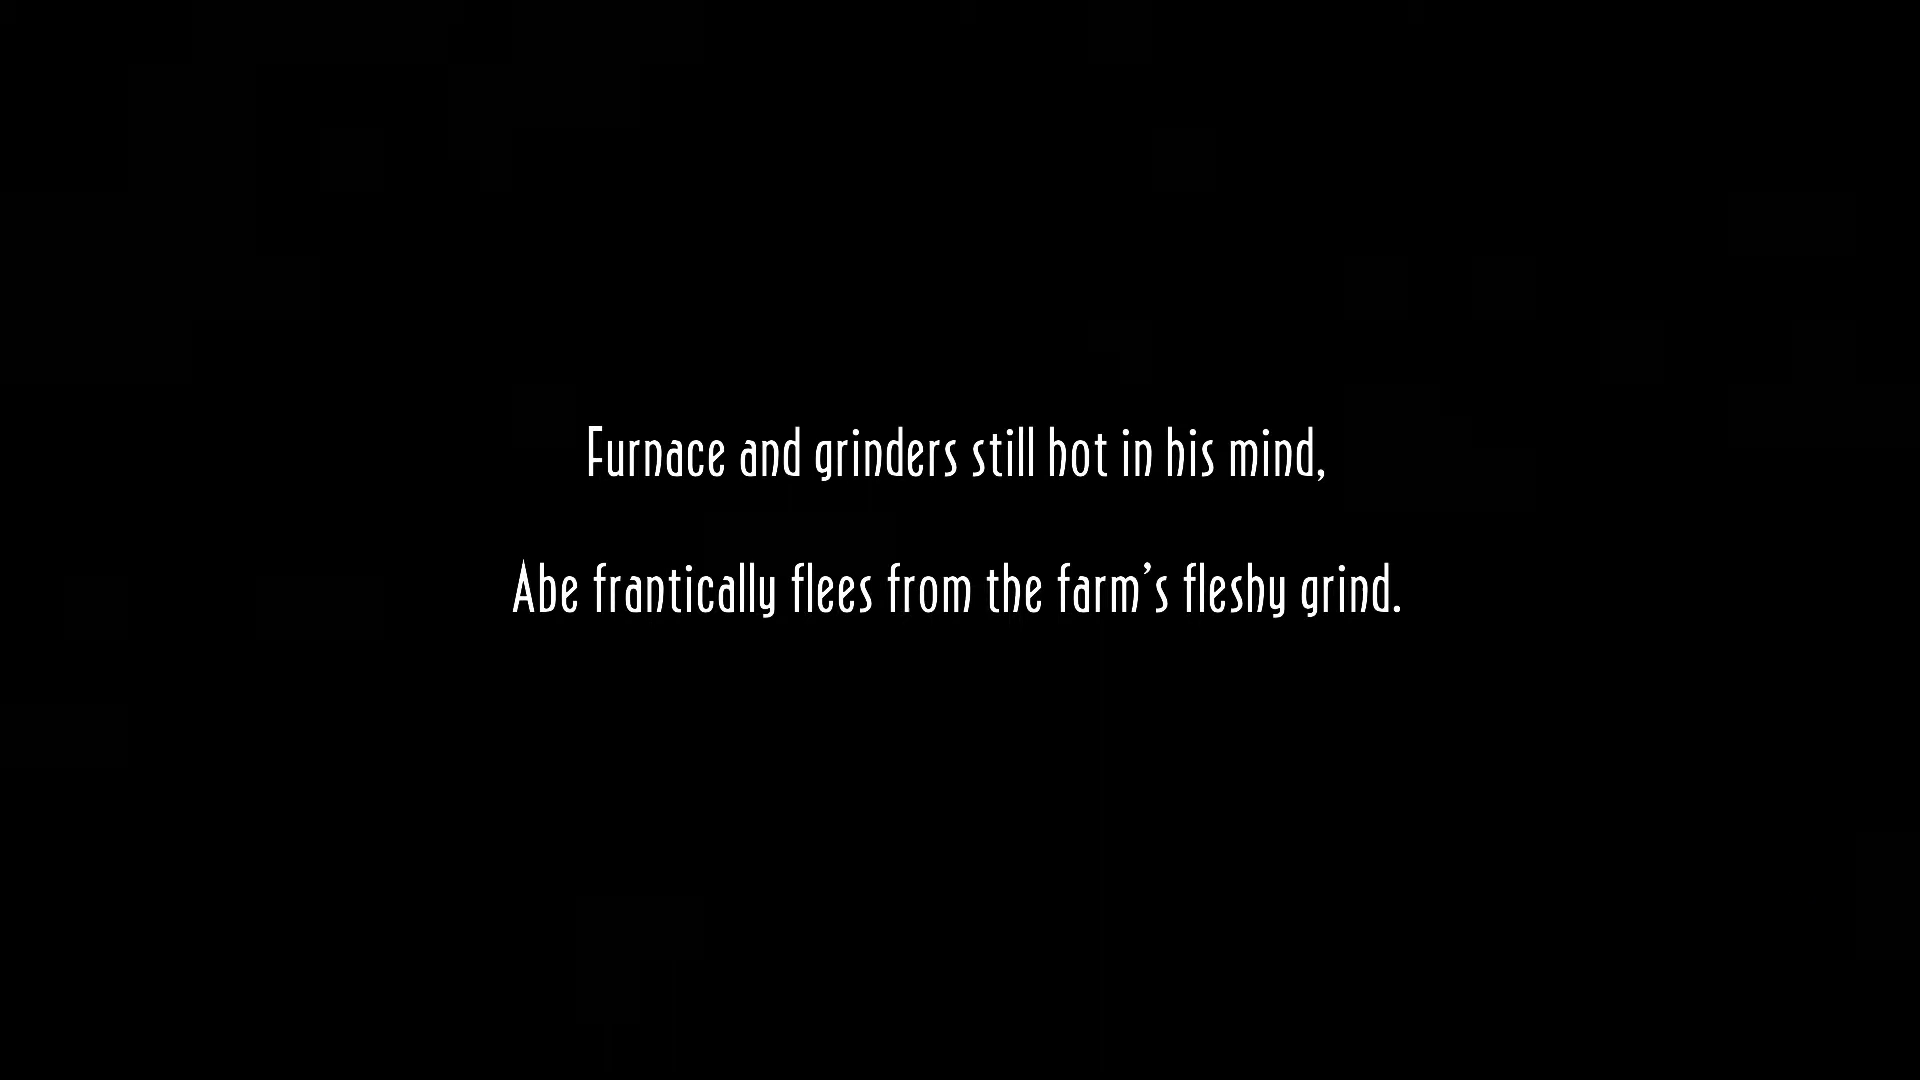 Furnace and grinders still hot in his mind,
Abe frantically flees from the farm’s fleshy grind.